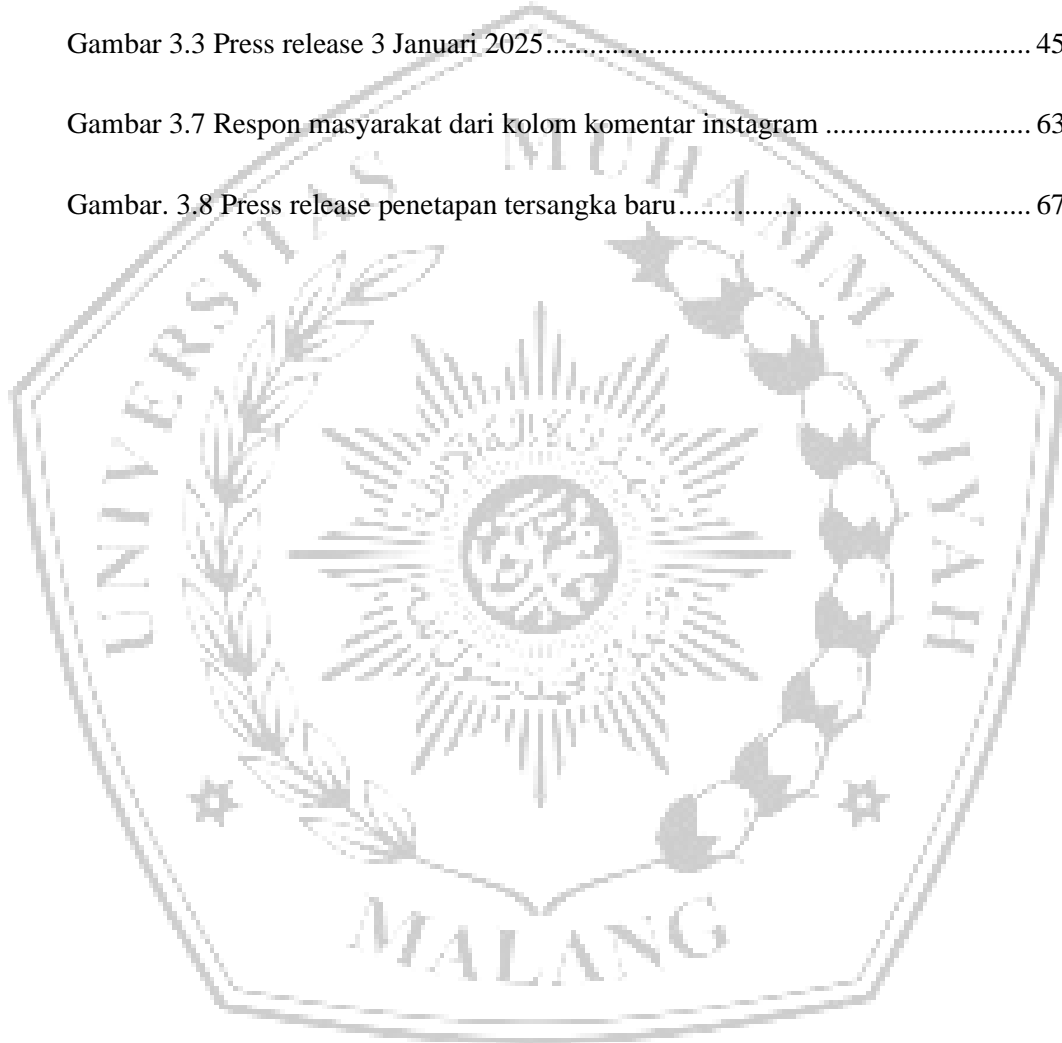 Gambar 3.3 Press release 3 Januari 2025 ........................................................................ 45
Gambar 3.7 Respon masyarakat dari kolom komentar instagram .............................. 63
Gambar. 3.8 Press release penetapan tersangka baru ................................................... 67
UNIVERSITAS MUHAMMADIYAH
MALANG